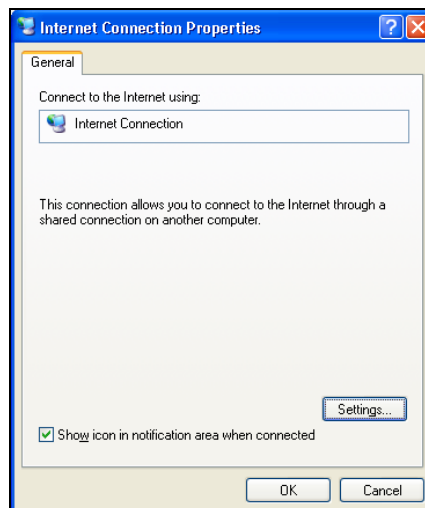 Internet Connection Properties
General
Connect to the Internet using:
Internet Connection
This connection allows you to connect to the Internet through a
shared connection on another computer.
Settings...
Show icon in notification area when connected
OK
Cancel